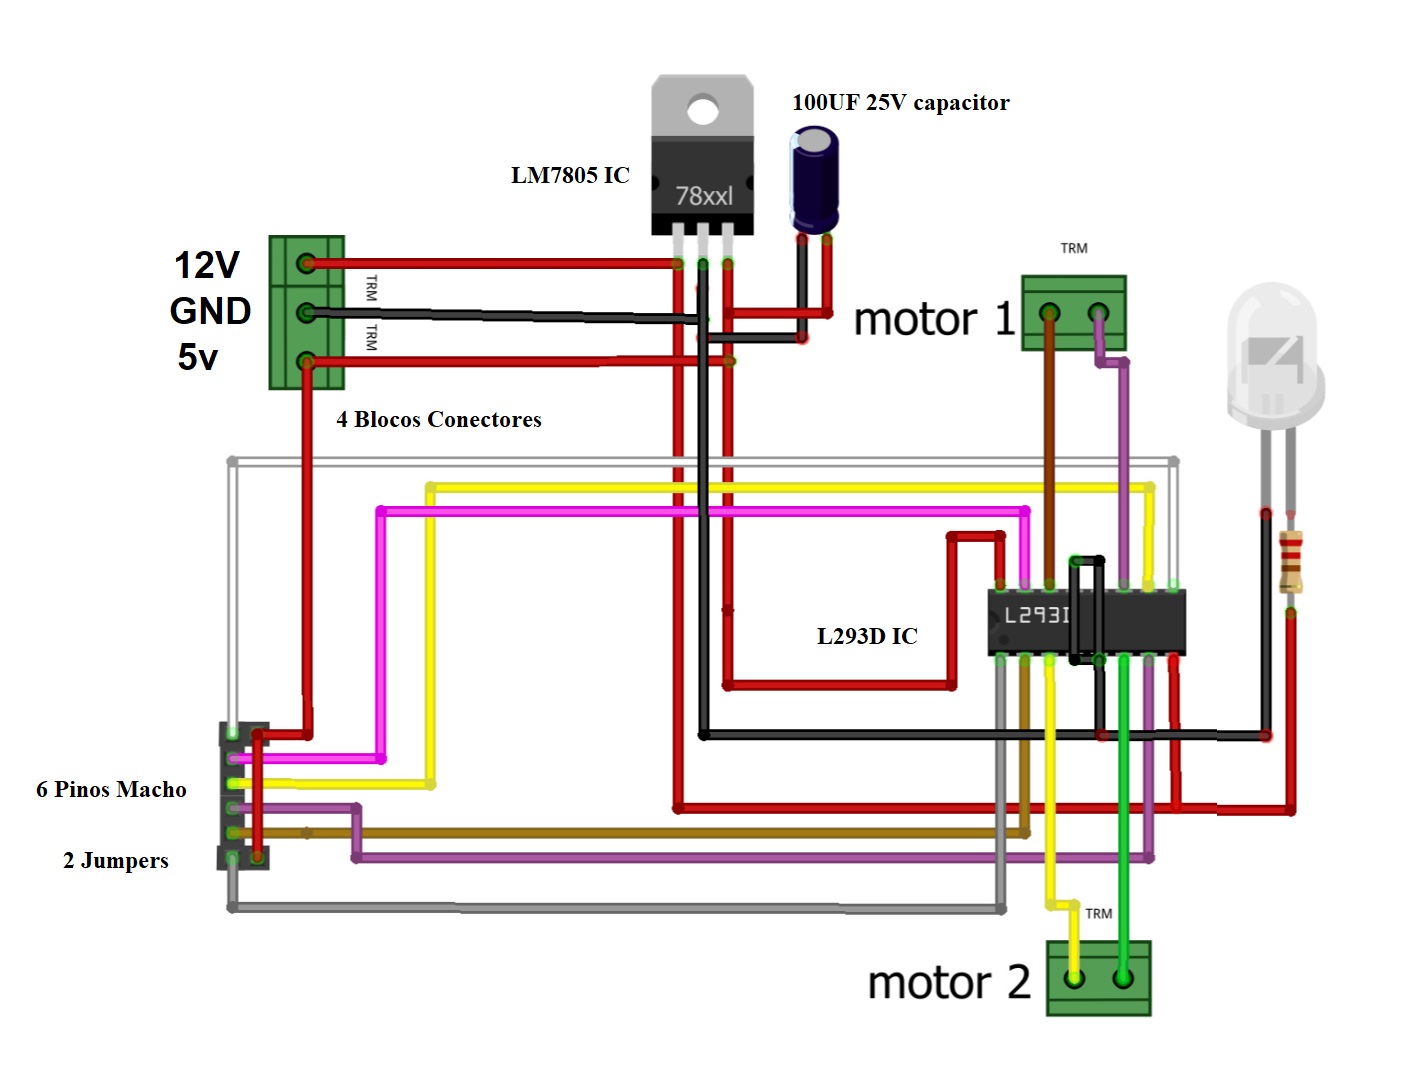 100UF 25V capacitor
LM7805 IC
78xxl
12V
TRM
GND
TRM
5v
TRM
motor 1
4 Blocos Conectores
L293D
L293D IC
6 Pinos Macho
2 Jumpers
TRM
motor 2